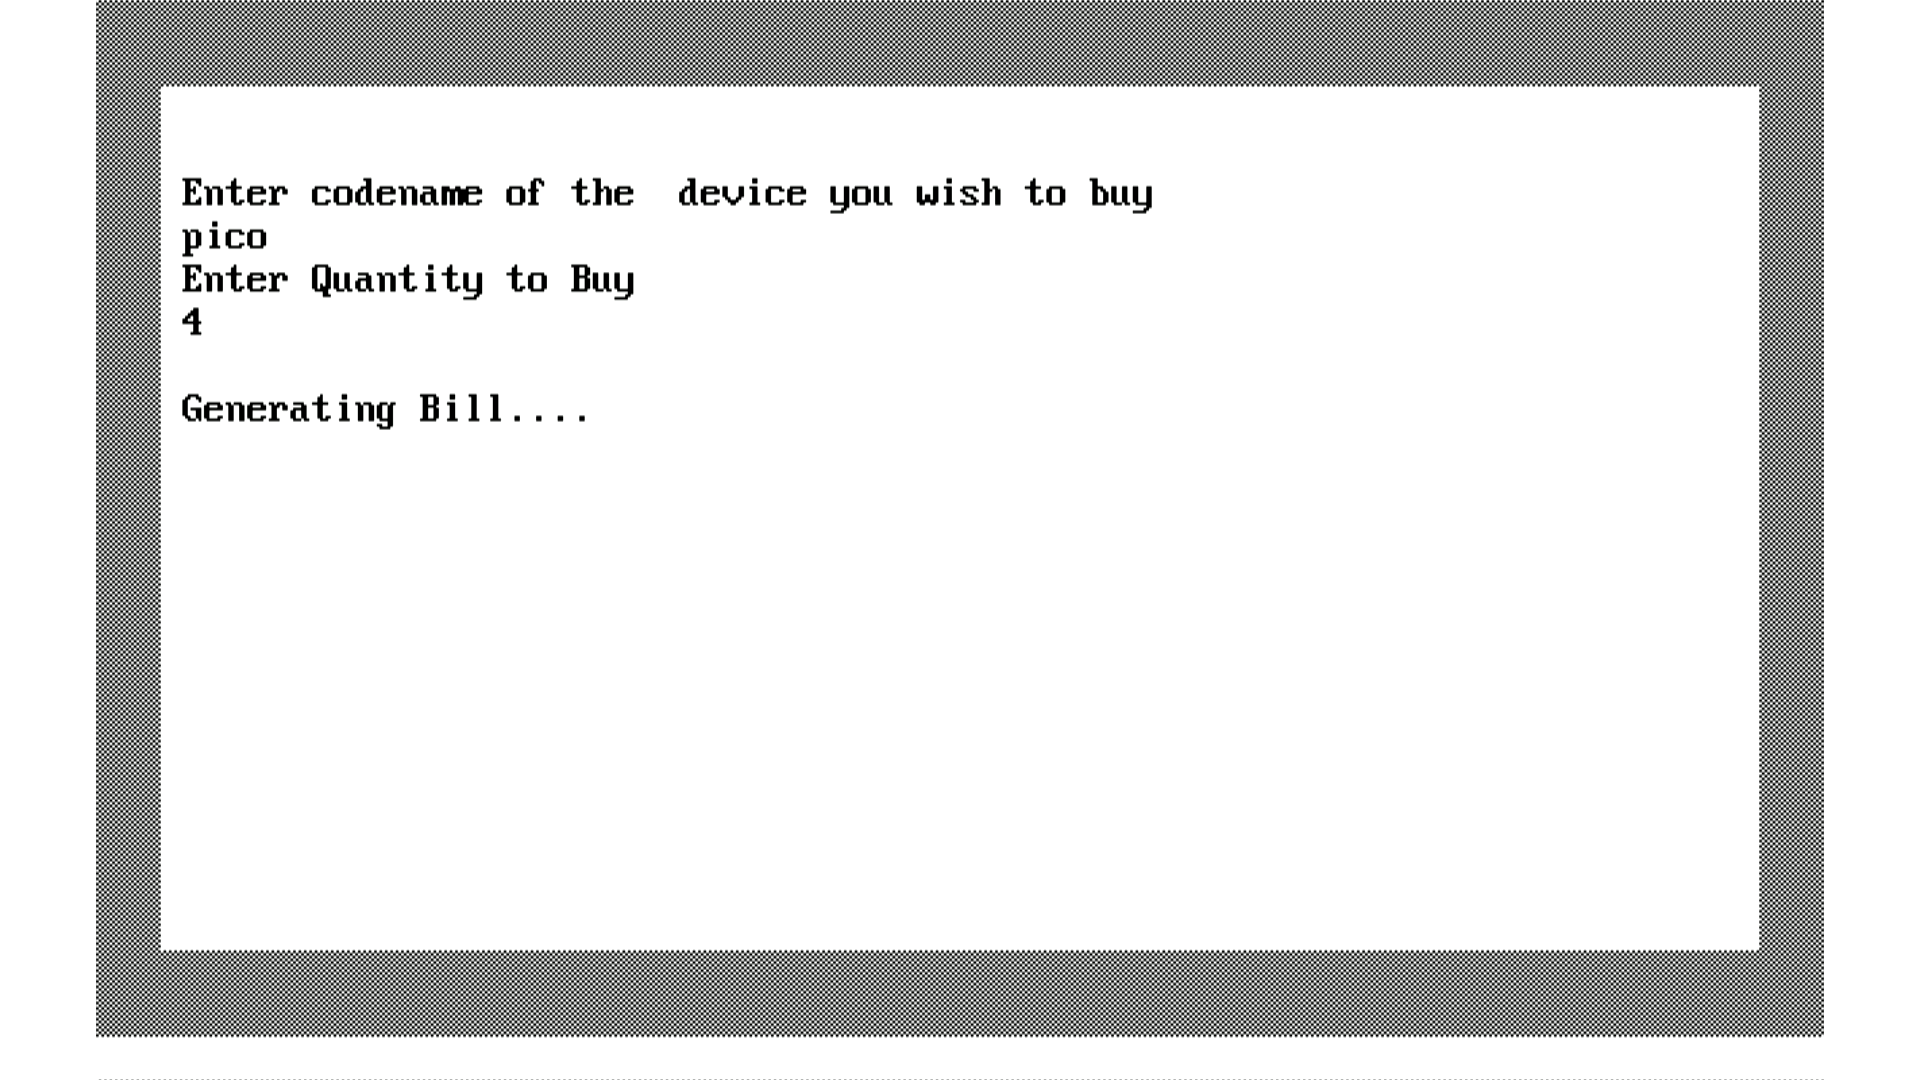 Enter codename of the  device you wish to buy
pico
Enter Quantity to Buy
4
Generating Bill....